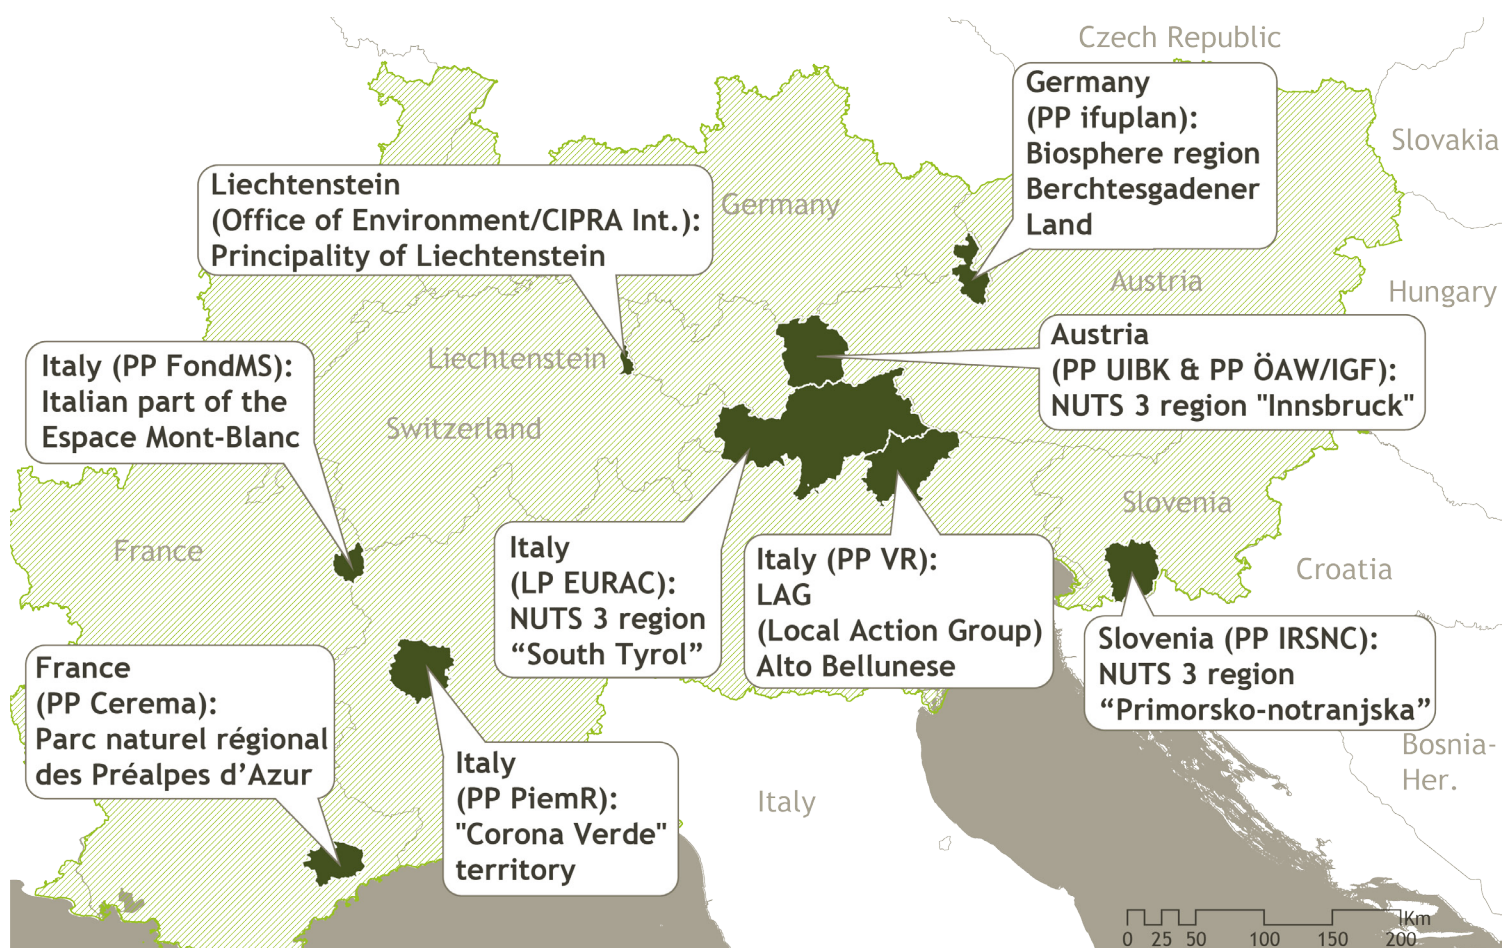 Czech Republic
Germany
(PP ifuplan):
Biosphere region
Berchtesgadener
Land
Slovakia
Liechtenstein
(Office of Environment/CIPRA Int.):
Principality of Liechtenstein
Germany
Austria
Hungary
Austria
(PP UIBK & PP ÖAW/IGF):
NUTS 3 region "Innsbruck"
Liechtenstein
Italy (PP FondMS):
Italian part of the
Espace Mont-Blanc
Switzerland
Slovenia
France
Italy
(LP EURAC):
NUTS 3 region
“South Tyrol”
Italy (PP VR):
LAG
(Local Action Group)
Alto Bellunese
Croatia
Slovenia (PP IRSNC):
NUTS 3 region
“Primorsko-notranjska”
France
(PP Cerema):
Parc naturel régional
des Préalpes d’Azur
Italy
(PP PiemR):
"Corona Verde"
territory
Italy
Bosnia-
Her.
Km
0 25 50 100 150 200